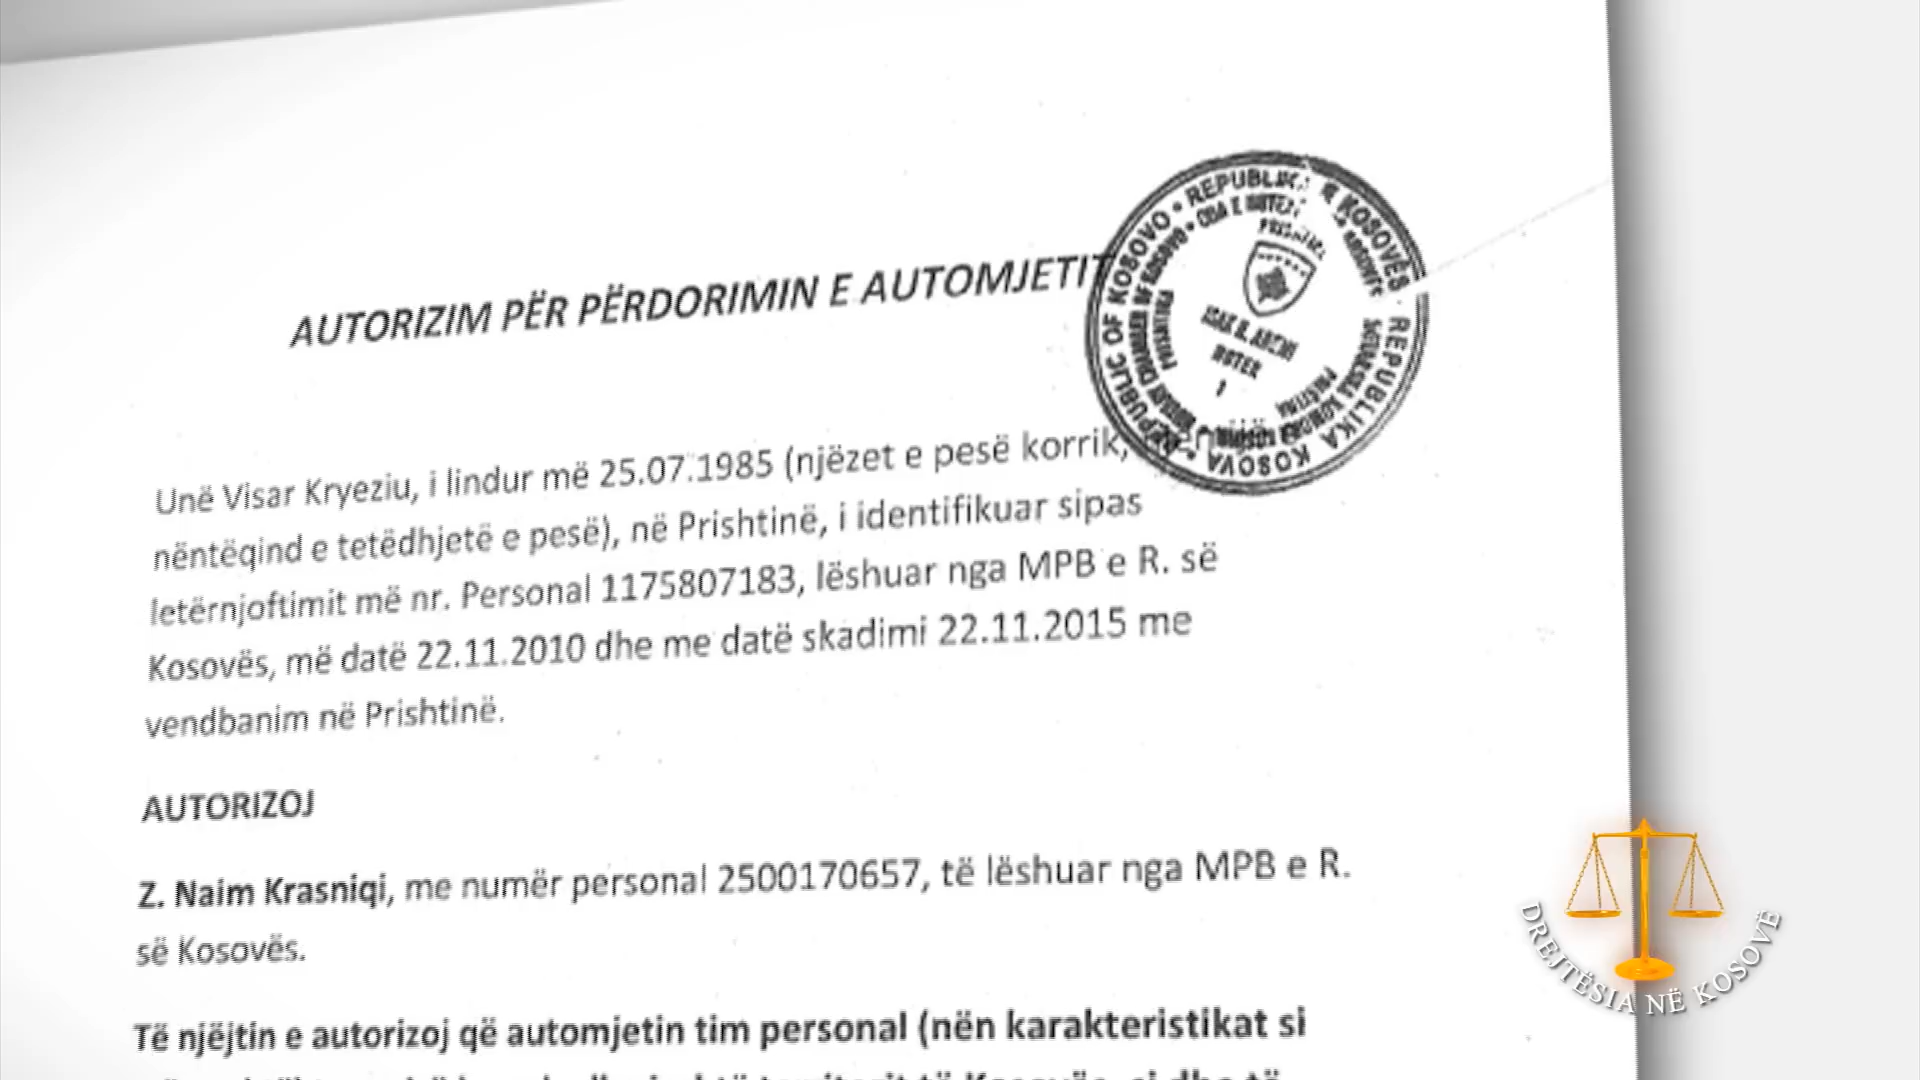 AUTORIZIM PËR PËRDORIMIN E AUTOMJETIT
REPUBLIC OF KOSOVO • REPUBLIKA E KOSOVËS • REPUBLIKA KOSOVA
PRISHTINA
NOTER
Unë Visar Kryeziu, i lindur më 25.07.1985 (njëzet e pesë korrik,
nëntëqind e tetëdhjetë e pesë), në Prishtinë, i identifikuar sipas
letërnjoftimit më nr. Personal 1175807183, lëshuar nga MPB e R. së
Kosovës, më datë 22.11.2010 dhe me datë skadimi 22.11.2015 me
vendbanim në Prishtinë.
AUTORIZOJ
Z. Naim Krasniqi, me numër personal 2500170657, të lëshuar nga MPB e R.
së Kosovës.
Të njëjtin e autorizoj që automjetin tim personal (nën karakteristikat si
DREJTËSIA NË KOSOVË